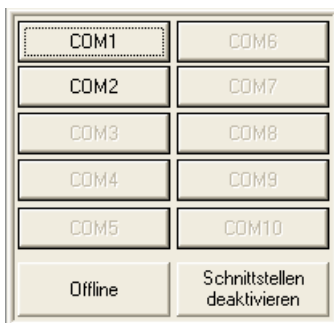 COM1 COM6
COM2 COM7
COM3 COM8
COM4 COM9
COM5 COM10
Offline
Schnittstellen
deaktivieren